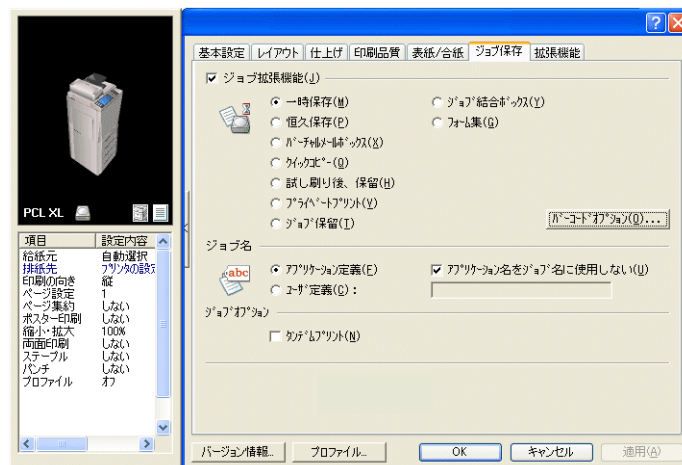 基本設定 レイアウト 仕上げ 印刷品質 表紙/合紙 ジョブ保存 拡張機能
ジョブ拡張機能(J)
一時保存(M) ジョブ結合ボックス(Y)
恒久保存(P) フォーム集(G)
バーチャルメールボックス(X)
クイックコピー(Q)
試し刷り後、保留(H)
プライベートプリント(V)
ジョブ保留(I)
バーコードオプション(O)...
ジョブ名
アプリケーション定義(E) アプリケーション名をジョブ名に使用しない(U)
ユーザ定義(C):
ジョブオプション
タンデムプリント(N)
PCL XL
項目 設定内容
給紙元 自動選択
排紙先 プリンタの設定
印刷の向き 縦
ページ設定 1
ページ集約 しない
ポスター印刷 しない
縮小・拡大 100%
両面印刷 しない
ステープル しない
パンチ しない
プロファイル オフ
バージョン情報... プロファイル... OK キャンセル 適用(A)
abc